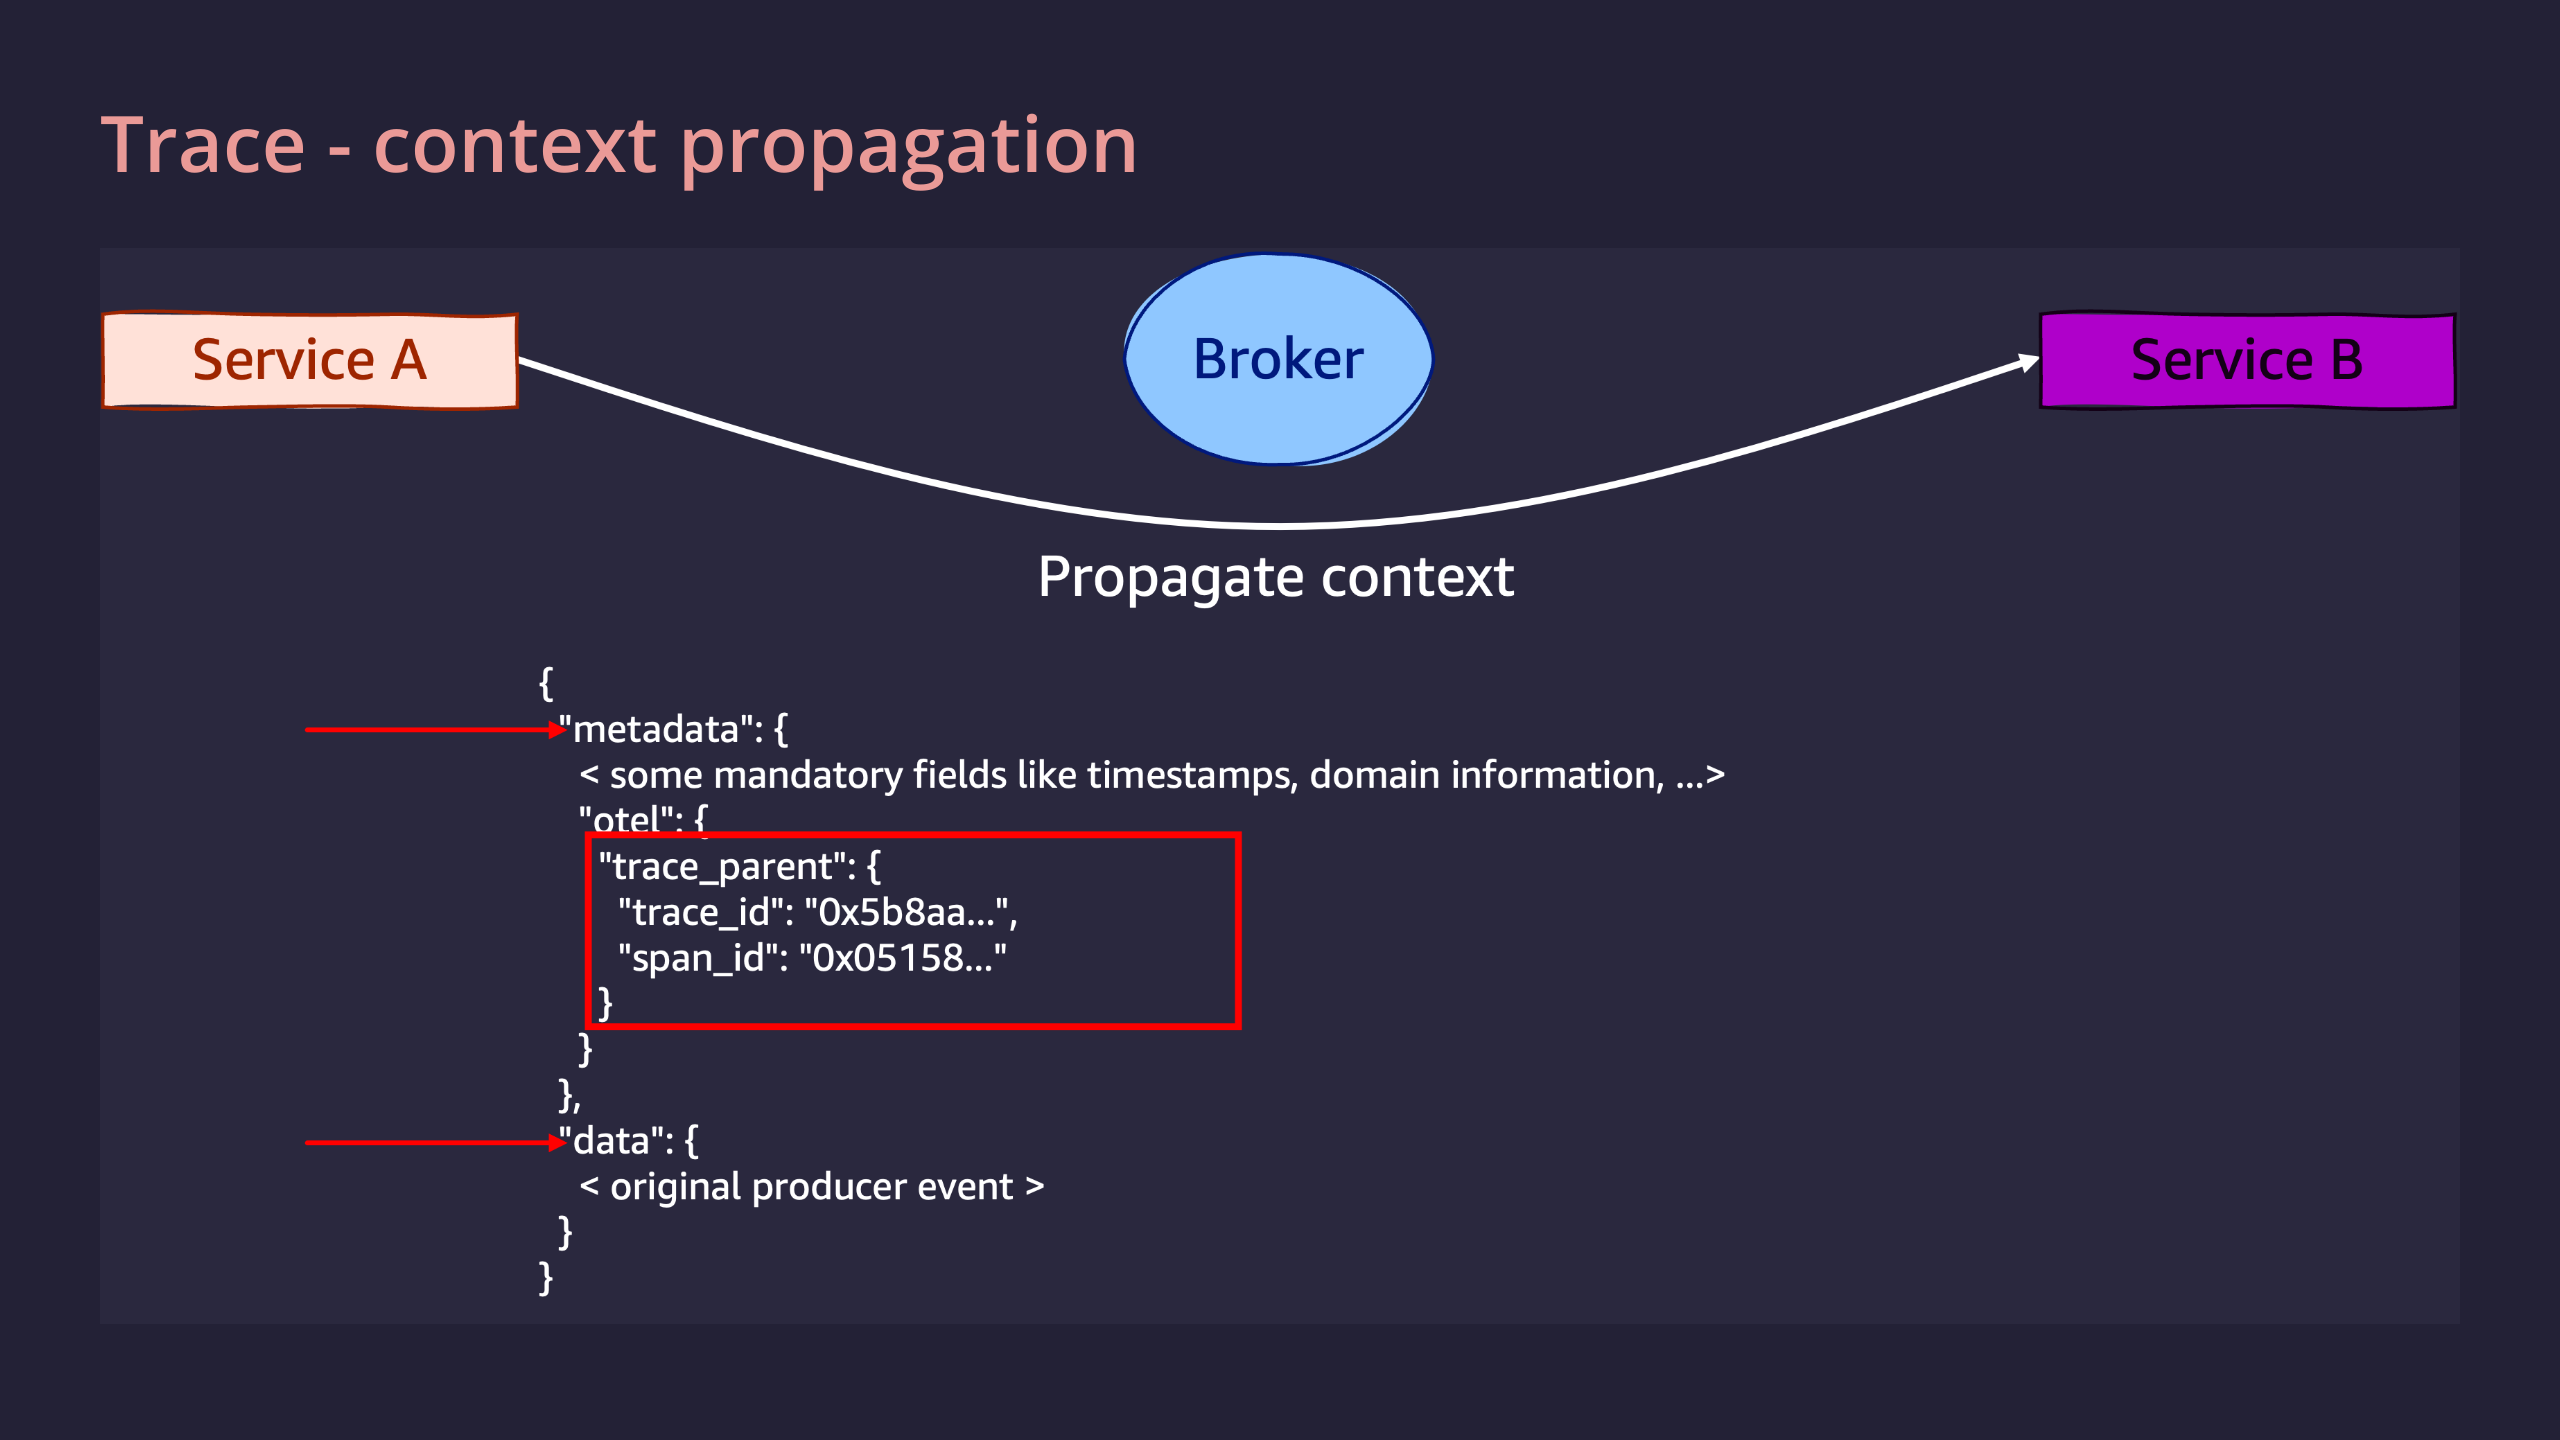 Trace - context propagation
Service A
Broker
Service B
Propagate context
{
"metadata": {
< some mandatory fields like timestamps, domain information, ...>
"otel": {
"trace_parent": {
"trace_id": "0x5b8aa...",
"span_id": "0x05158..."
}
}
},
"data": {
< original producer event >
}
}